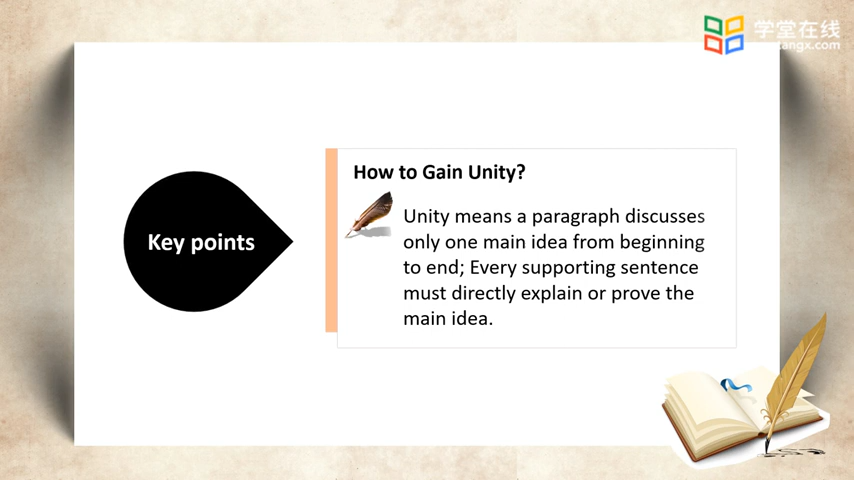 学堂在线
Key points
How to Gain Unity?
Unity means a paragraph discusses
only one main idea from beginning
to end; Every supporting sentence
must directly explain or prove the
main idea.